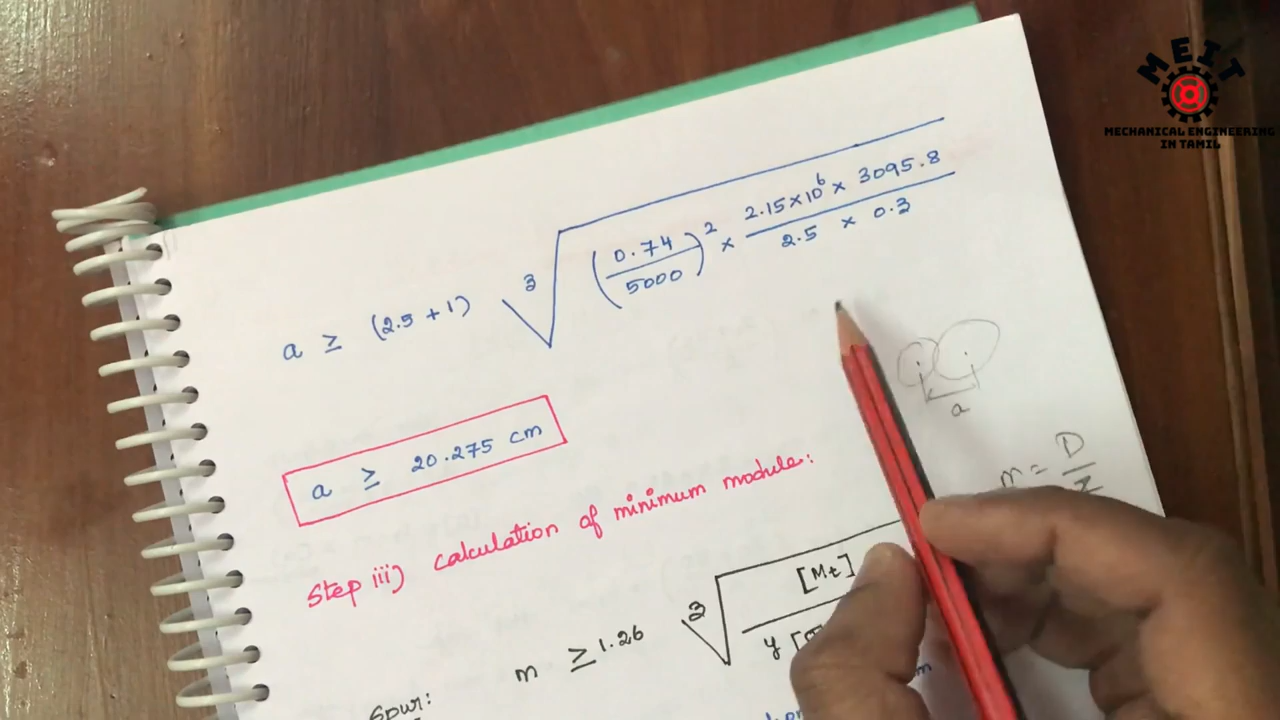 MEIT
MECHANICAL ENGINEERING
IN TAMIL
a ≥ (2.5 + 1) ∛((0.74/5000)² × (2.15×10⁶ × 3095.8)/(2.5 × 0.3))
a
a ≥ 20.275 cm
m = D/Z
Step iii) calculation of minimum module:
m ≥ 1.26 ∛([Mt]/y [σ
Spur: